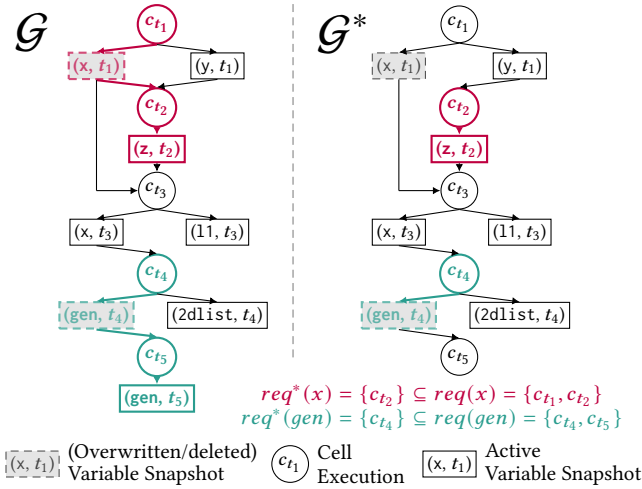 𝒢
c_{t_1}
(x, t_1) (y, t_1)
c_{t_2}
(z, t_2)
c_{t_3}
(x, t_3) (l1, t_3)
c_{t_4}
(gen, t_4) (2dlist, t_4)
c_{t_5}
(gen, t_5)
𝒢*
c_{t_1}
(x, t_1) (y, t_1)
c_{t_2}
(z, t_2)
c_{t_3}
(x, t_3) (l1, t_3)
c_{t_4}
(gen, t_4) (2dlist, t_4)
c_{t_5}
req*(x) = {c_{t_2}} ⊆ req(x) = {c_{t_1}, c_{t_2}}
req*(gen) = {c_{t_4}} ⊆ req(gen) = {c_{t_4}, c_{t_5}}
(x, t_1) (Overwritten/deleted)
Variable Snapshot
c_{t_1} Cell
Execution
(x, t_1) Active
Variable Snapshot